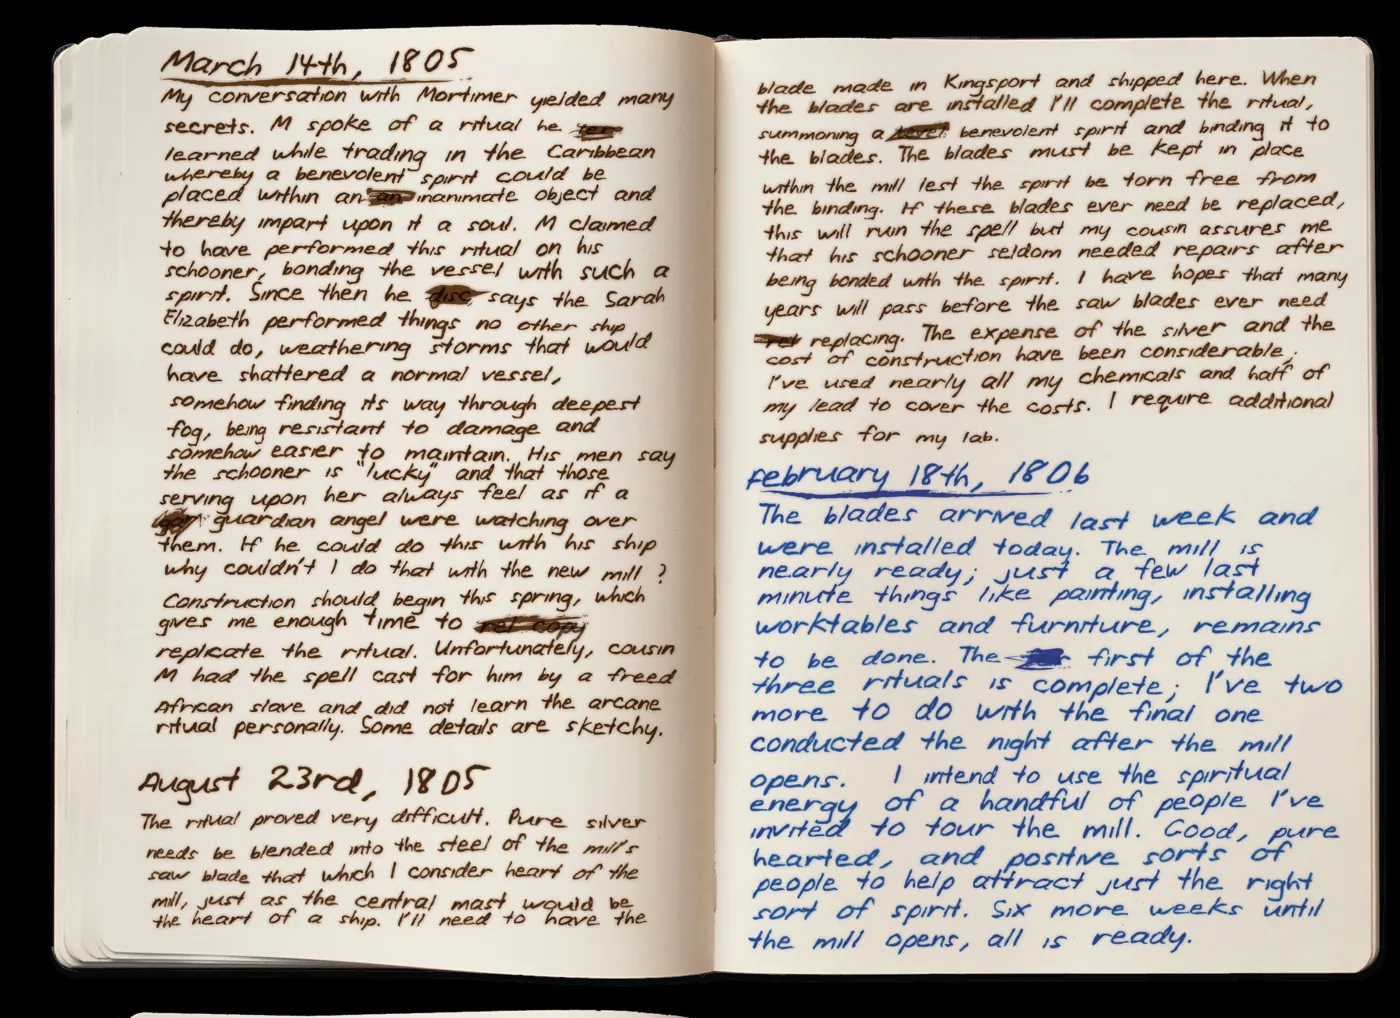 March 14th, 1805
My conversation with Mortimer yielded many
secrets. M spoke of a ritual he
learned while trading in the Caribbean
whereby a benevolent spirit could be
placed within an inanimate object and
thereby impart upon it a soul. M claimed
to have performed this ritual on his
schooner, bonding the vessel with such a
spirit. Since then he says the Sarah
Elizabeth performed things no other ship
could do, weathering storms that would
have shattered a normal vessel,
somehow finding its way through deepest
fog, being resistant to damage and
somehow easier to maintain. His men say
the schooner is "lucky" and that those
serving upon her always feel as if a
guardian angel were watching over
them. If he could do this with his ship
why couldn't I do that with the new mill?
Construction should begin this spring, which
gives me enough time to
replicate the ritual. Unfortunately, cousin
M had the spell cast for him by a freed
African slave and did not learn the arcane
ritual personally. Some details are sketchy.
August 23rd, 1805
The ritual proved very difficult. Pure silver
needs be blended into the steel of the mill's
saw blade that which I consider heart of the
mill, just as the central mast would be
the heart of a ship. I'll need to have the
blade made in Kingsport and shipped here. When
the blades are installed I'll complete the ritual,
summoning a benevolent spirit and binding it to
the blades. The blades must be kept in place
within the mill lest the spirit be torn free from
the binding. If these blades ever need be replaced,
this will ruin the spell but my cousin assures me
that his schooner seldom needed repairs after
being bonded with the spirit. I have hopes that many
years will pass before the saw blades ever need
replacing. The expense of the silver and the
cost of construction have been considerable;
I've used nearly all my chemicals and half of
my lead to cover the costs. I require additional
supplies for my lab.
February 18th, 1806
The blades arrived last week and
were installed today. The mill is
nearly ready; just a few last
minute things like painting, installing
worktables and furniture, remains
to be done. The first of the
three rituals is complete; I've two
more to do with the final one
conducted the night after the mill
opens. I intend to use the spiritual
energy of a handful of people I've
invited to tour the mill. Good, pure
hearted, and positive sorts of
people to help attract just the right
sort of spirit. Six more weeks until
the mill opens, all is ready.